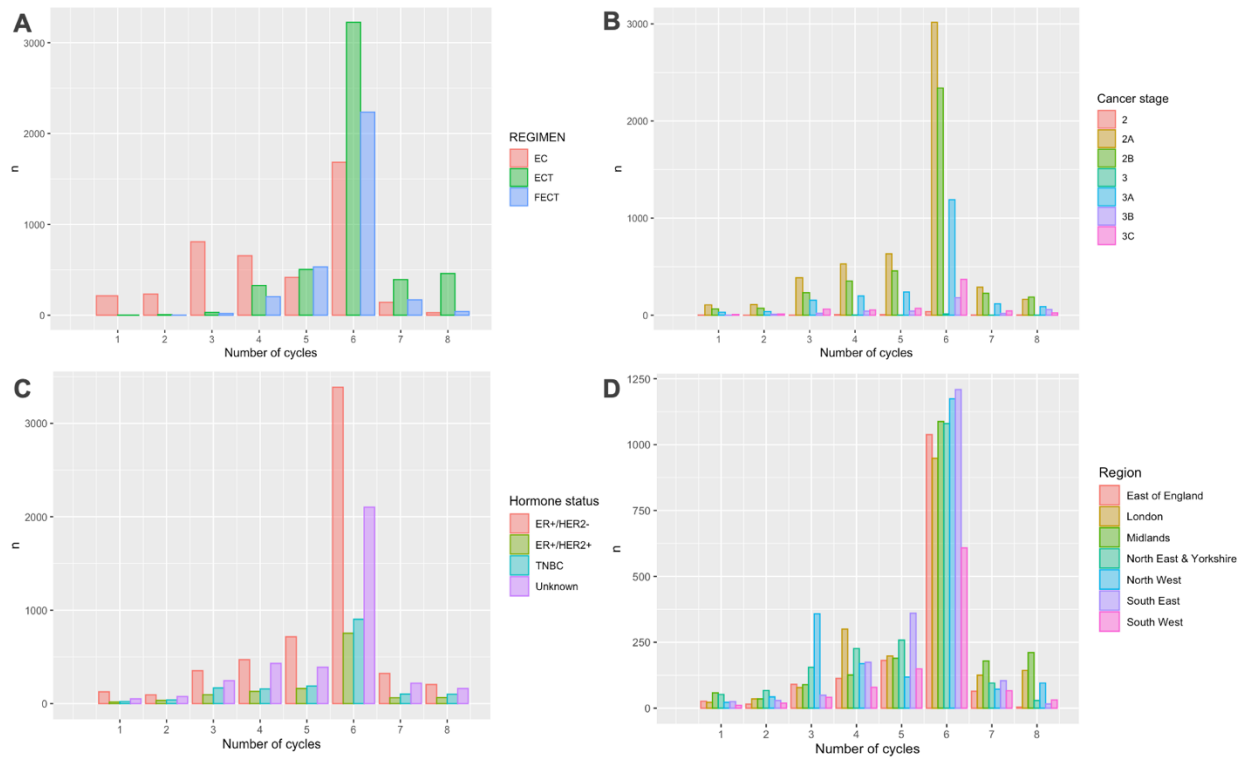 A
3000
2000
1000
0
n
1 2 3 4 5 6 7 8
Number of cycles
REGIMEN
EC
ECT
FECT
B
3000
2000
1000
0
n
1 2 3 4 5 6 7 8
Number of cycles
Cancer stage
2
2A
2B
3
3A
3B
3C
C
3000
2000
1000
0
n
1 2 3 4 5 6 7 8
Number of cycles
Hormone status
ER+/HER2-
ER+/HER2+
TNBC
Unknown
D
1250
1000
750
500
250
0
n
1 2 3 4 5 6 7 8
Number of cycles
Region
East of England
London
Midlands
North East & Yorkshire
North West
South East
South West